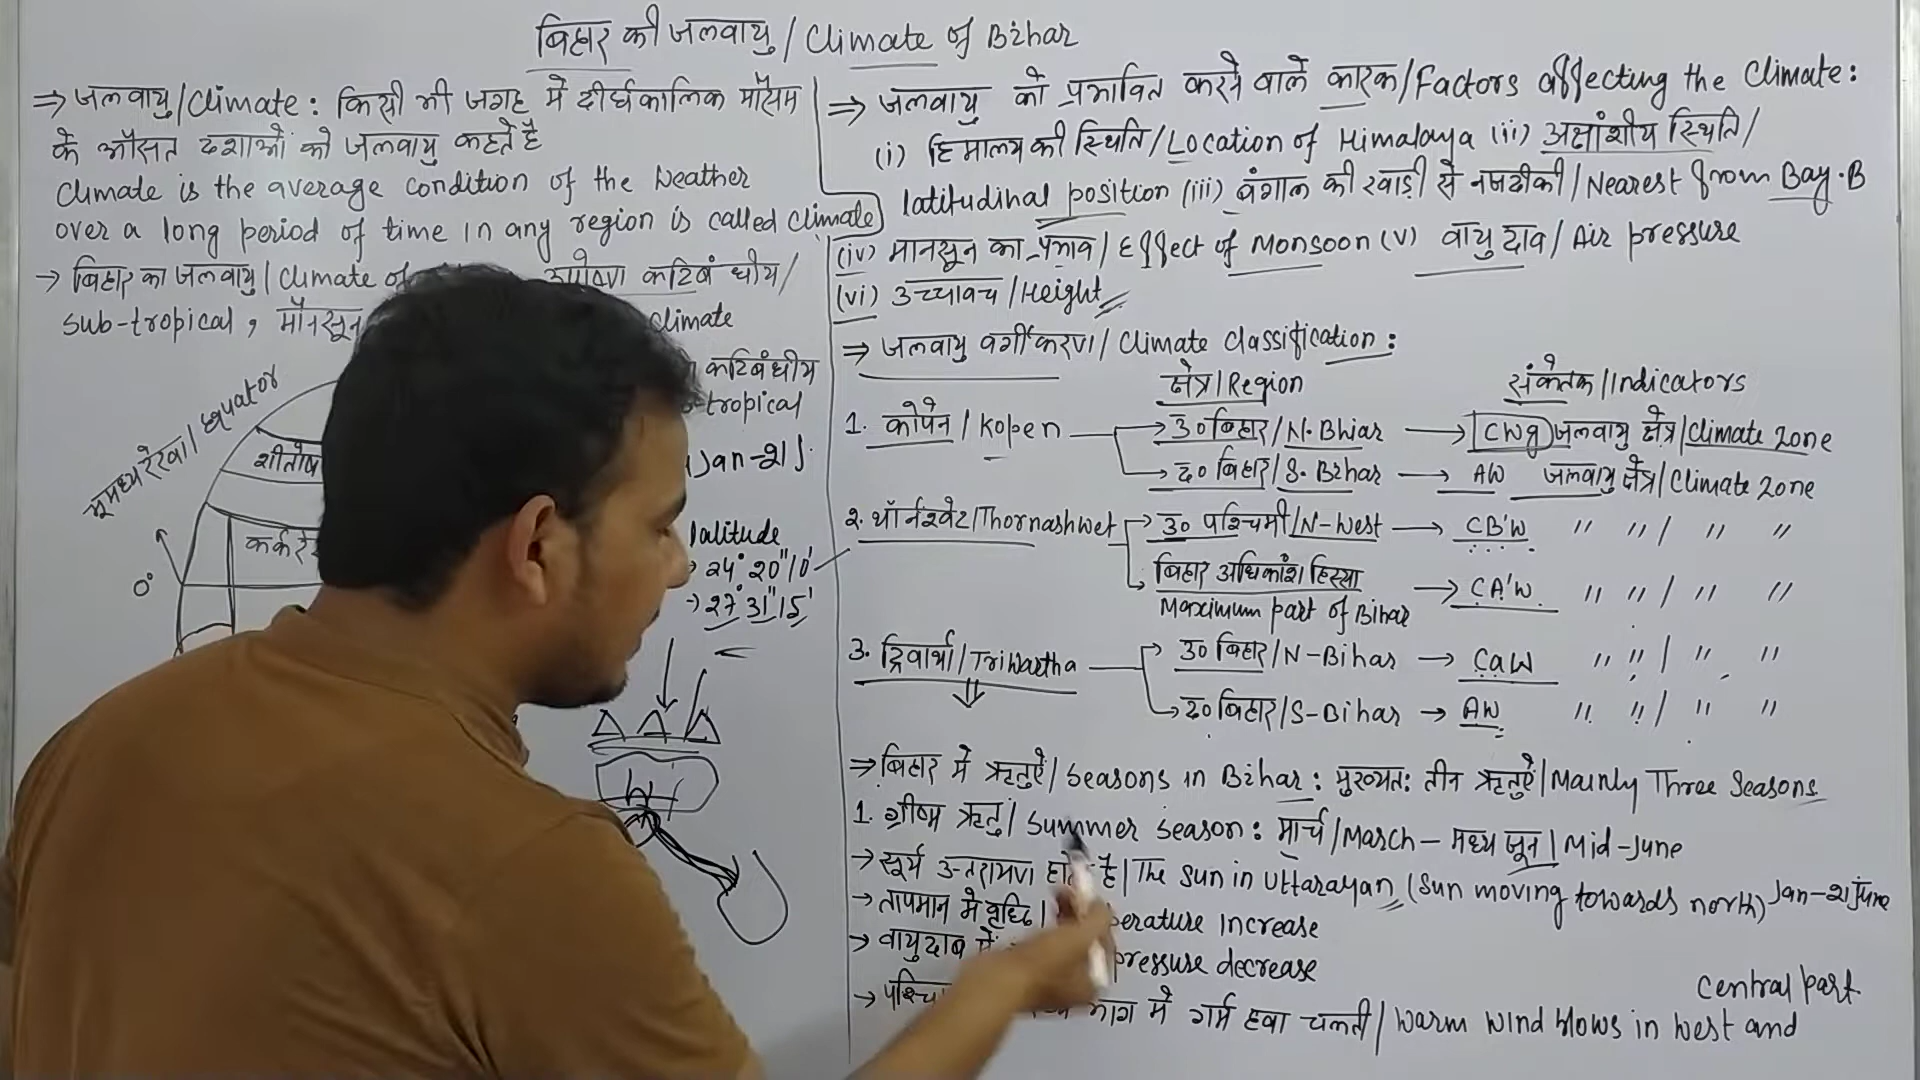 बिहार की जलवायु / Climate of Bihar
⇒ जलवायु / Climate : किसी भी जगह में दीर्घकालिक मौसम
के औसत दशाओं को जलवायु कहते है
Climate is the average condition of the Weather
over a long period of time in any region is called climate
→ बिहार का जलवायु / Climate of कटिबंधीय /
sub-tropical , मॉनसून climate
कटिबंधीय
tropical
भूमध्य रेखा / Equator
Jan-21 J.
latitude
→ 24° 20" 10'
→ 27° 31" 15'
0°
⇒ जलवायु को प्रभावित करने वाले कारक / Factors affecting the Climate :
(i) हिमालय की स्थिति / Location of Himalaya (ii) अक्षांशीय स्थिति /
latitudinal position (iii) बंगाल की खाड़ी से नजदीकी / Nearest from Bay.B
(iv) मानसून का प्रभाव / Effect of Monsoon (v) वायु दाव / Air pressure
(vi) उच्चावच / Height
⇒ जलवायु वर्गीकरण / Climate Classification :
क्षेत्र / Region संकेतक / Indicators
1. कोपेन / Kopen → उ० बिहार / N. Bhiar → CWg जलवायु क्षेत्र / Climate Zone
→ द० बिहार / S. Bihar → AW जलवायु क्षेत्र / Climate Zone
2. थॉर्नश्वेट / Thornashwet → उ० पश्चिमी / N-West → CB'W " " / " "
→ बिहार अधिकांश हिस्सा → CA'W " " / " "
Maximum part of Bihar
3. ट्रिवार्था / Triwartha → उ० बिहार / N-Bihar → CaW " " / " "
→ द० बिहार / S-Bihar → AW " " / " "
⇒ बिहार में ऋतुऐं / Seasons in Bihar : मुख्यतः तीन ऋतुऐं / Mainly Three Seasons
1. ग्रीष्म ऋतु / Summer Season : मार्च / March – मध्य जून / Mid-June
→ सूर्य उत्तरायण है / The Sun in Uttarayan (Sun moving towards north) Jan-21 June
→ तापमान में वृद्धि / perature increase
→ वायुदाब में pressure decrease
central part
→ भाग में गर्म हवा चलती / Warm wind blows in west and